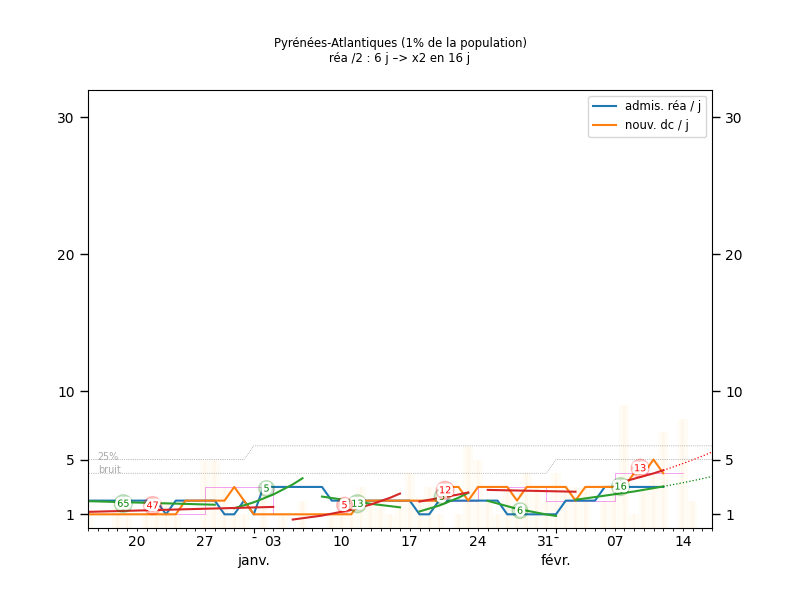 Pyrénées-Atlantiques (1% de la population)
réa /2 : 6 j –> x2 en 16 j
admis. réa / j
nouv. dc / j
30 30
20 20
10 10
5 5
1 1
25%
bruit
65 47 5 5 13 12 6 16 13
20 27 03 10 17 24 31 07 14
janv. févr.